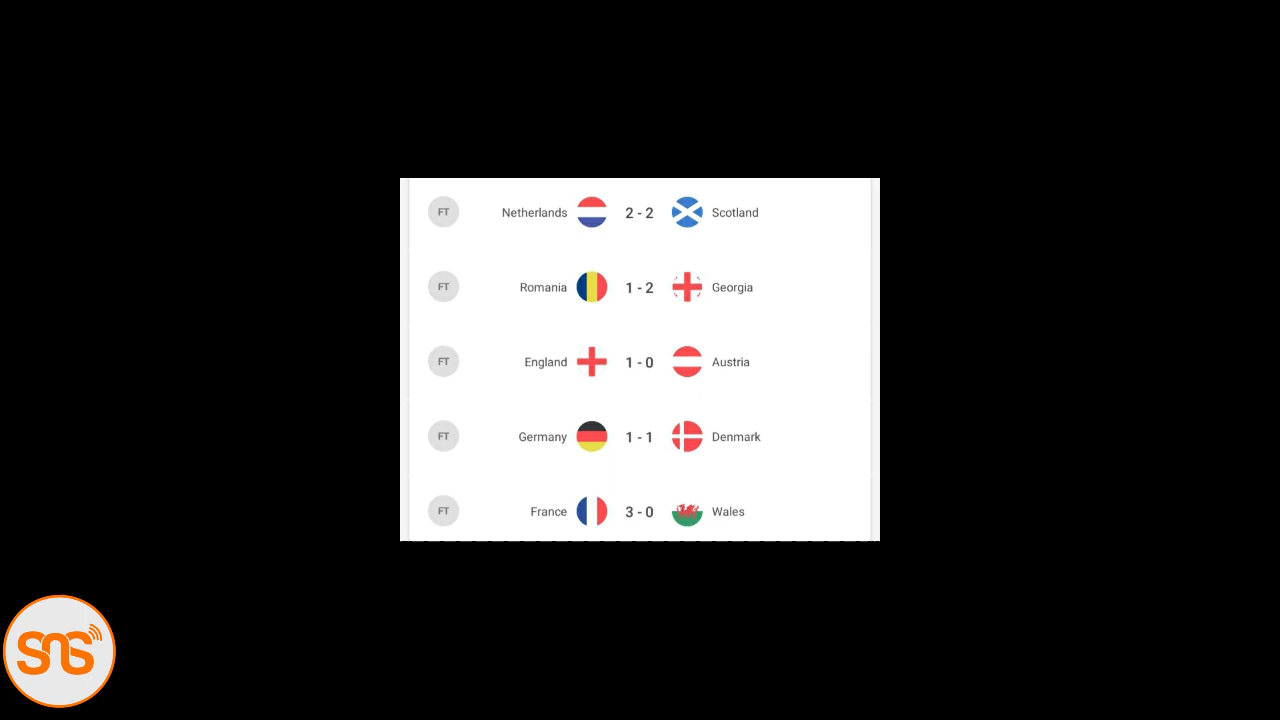 FT Netherlands 2 - 2 Scotland
FT Romania 1 - 2 Georgia
FT England 1 - 0 Austria
FT Germany 1 - 1 Denmark
FT France 3 - 0 Wales
SNS